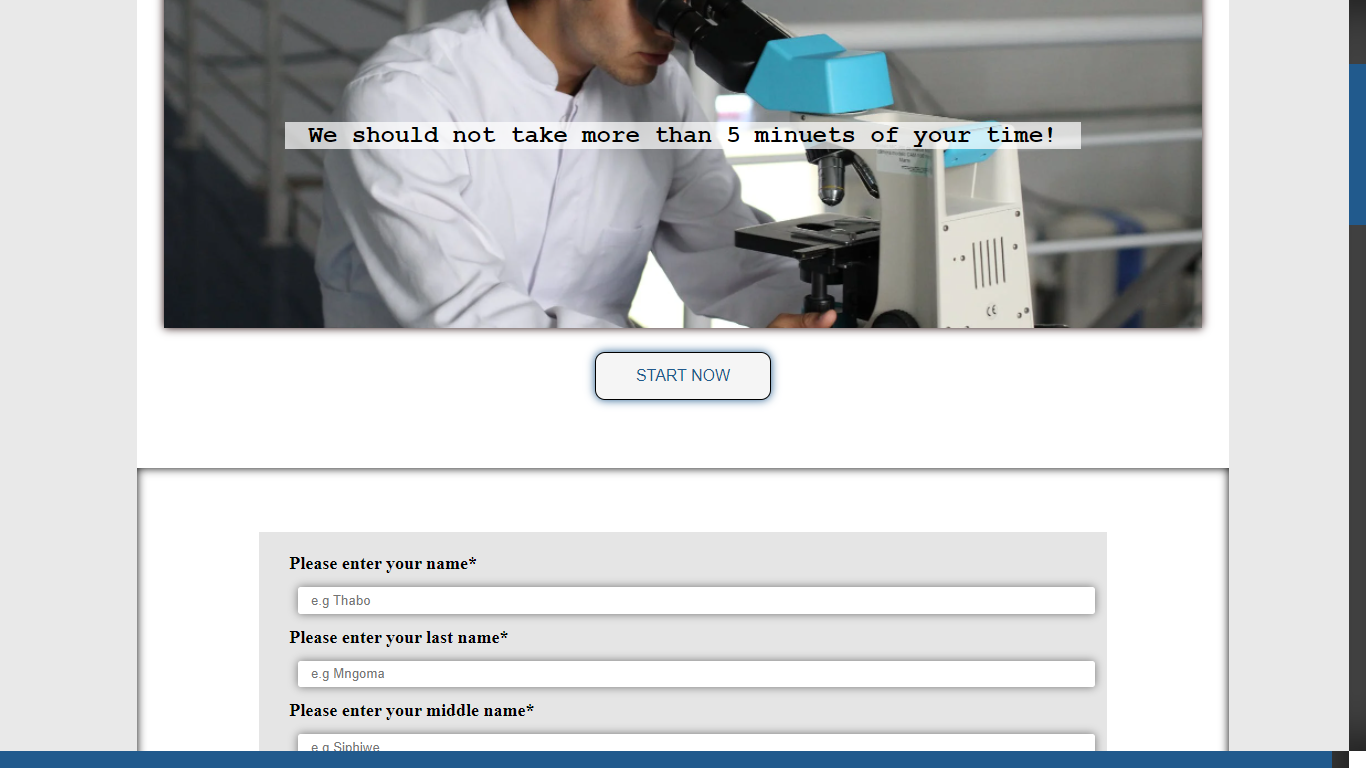 We should not take more than 5 minuets of your time!
CE
START NOW
Please enter your name*
e.g Thabo
Please enter your last name*
e.g Mngoma
Please enter your middle name*
e.g Siphiwe